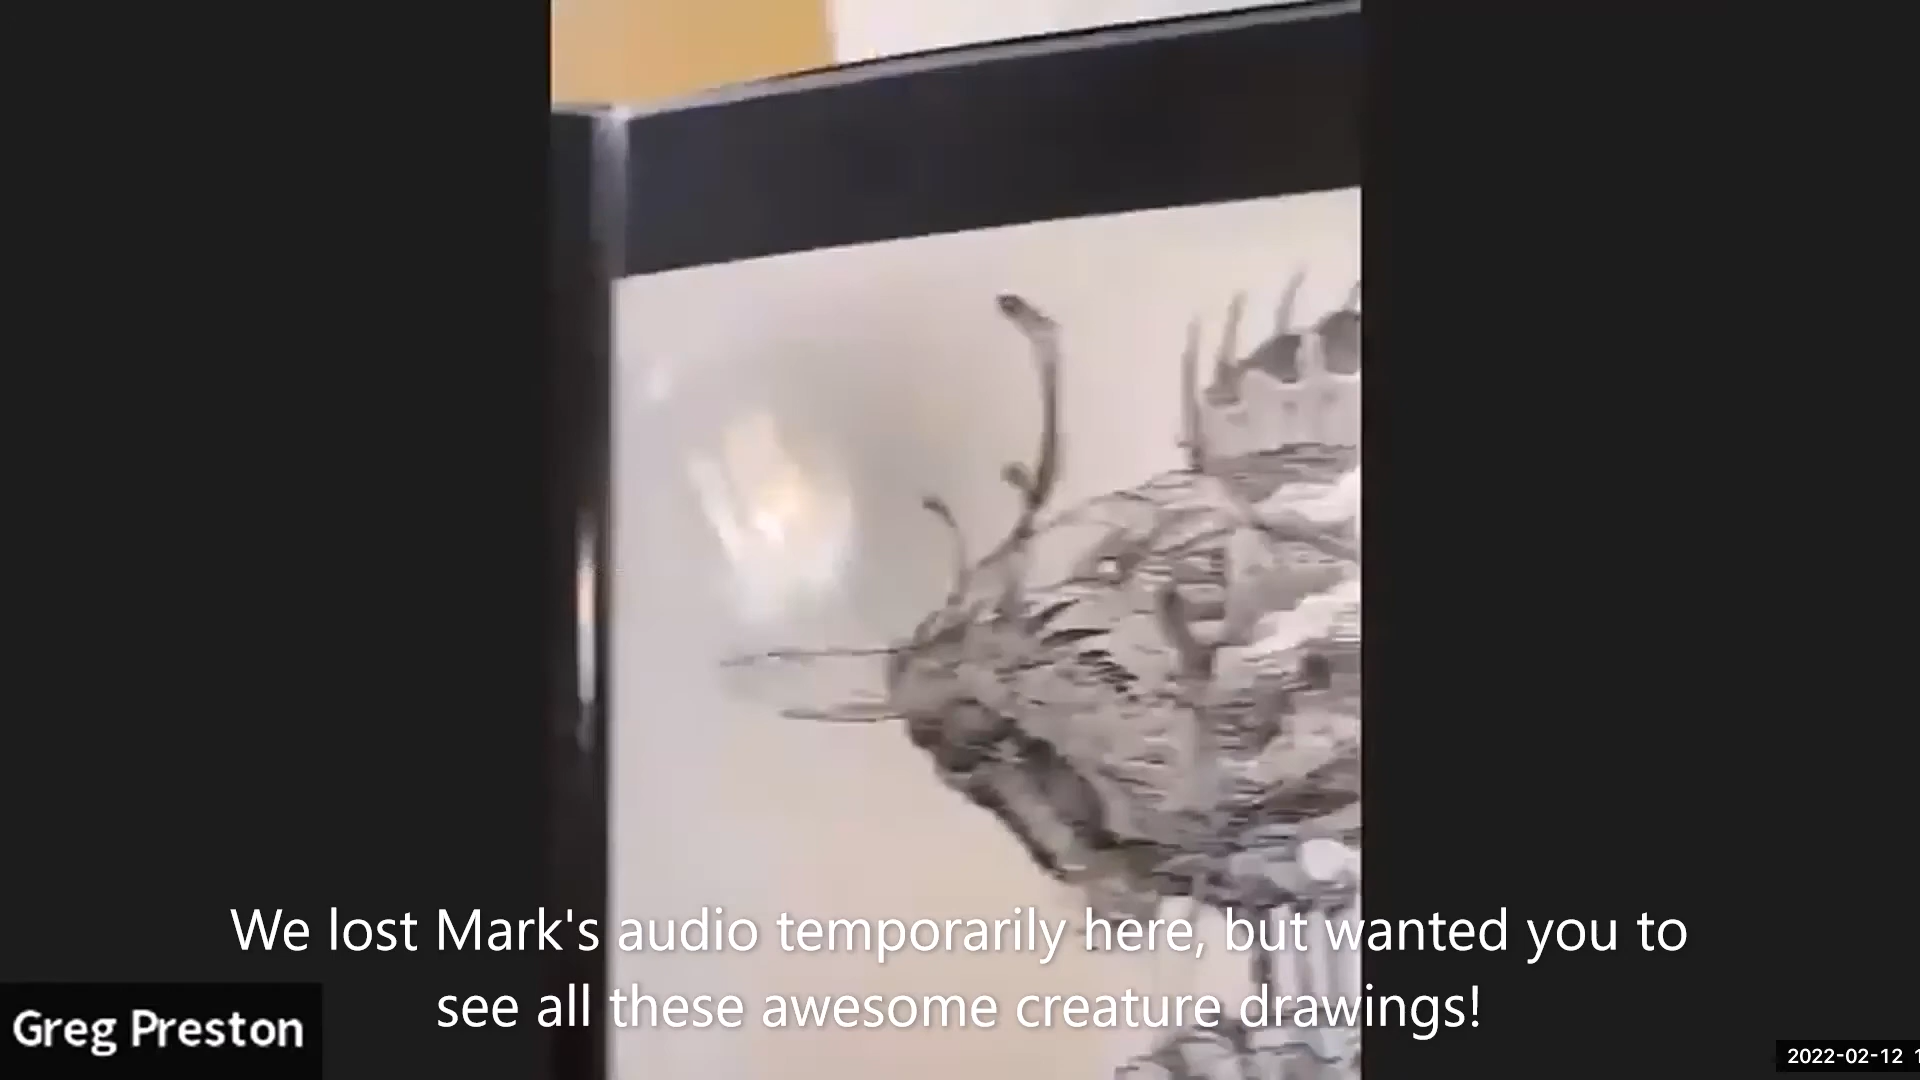 We lost Mark's audio temporarily here, but wanted you to
see all these awesome creature drawings!
Greg Preston
2022-02-12 1